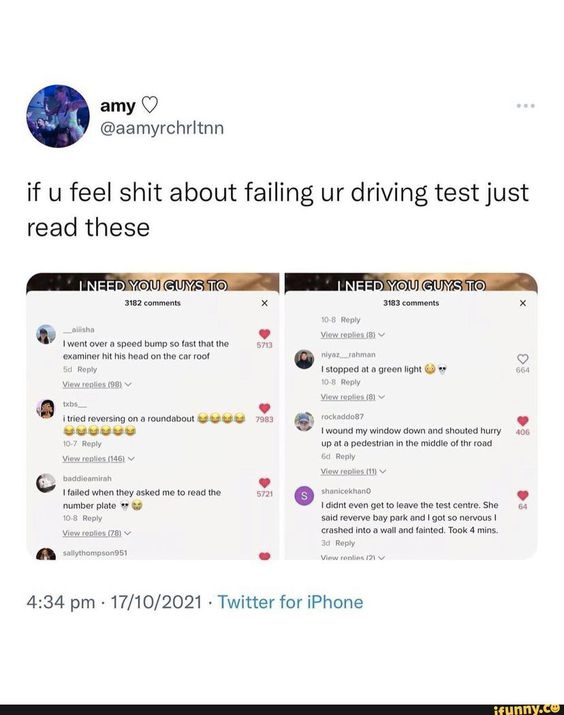 amy ♡
@aamyrchrltnn
if u feel shit about failing ur driving test just
read these
I NEED YOU GUYS TO
3182 comments
__aliisha
I went over a speed bump so fast that the
examiner hit his head on the car roof
5713
5d Reply
View replies (98)
txbs__
i tried reversing on a roundabout 😂😂😂😂
😂😂😂😂😂😂
7983
10-7 Reply
View replies (146)
baddieamirah
I failed when they asked me to read the
number plate 💀😭
5721
10-8 Reply
View replies (78)
sallythompson951
I NEED YOU GUYS TO
3183 comments
10-8 Reply
View replies (8)
niyaz__rahman
I stopped at a green light 😳💀
664
10-8 Reply
View replies (8)
rockaddo87
I wound my window down and shouted hurry
up at a pedestrian in the middle of thr road
406
6d Reply
View replies (11)
S
shanicekhan0
I didnt even get to leave the test centre. She
said reverve bay park and I got so nervous I
crashed into a wall and fainted. Took 4 mins.
64
3d Reply
View replies (2)
4:34 pm · 17/10/2021 · Twitter for iPhone
ifunny.co